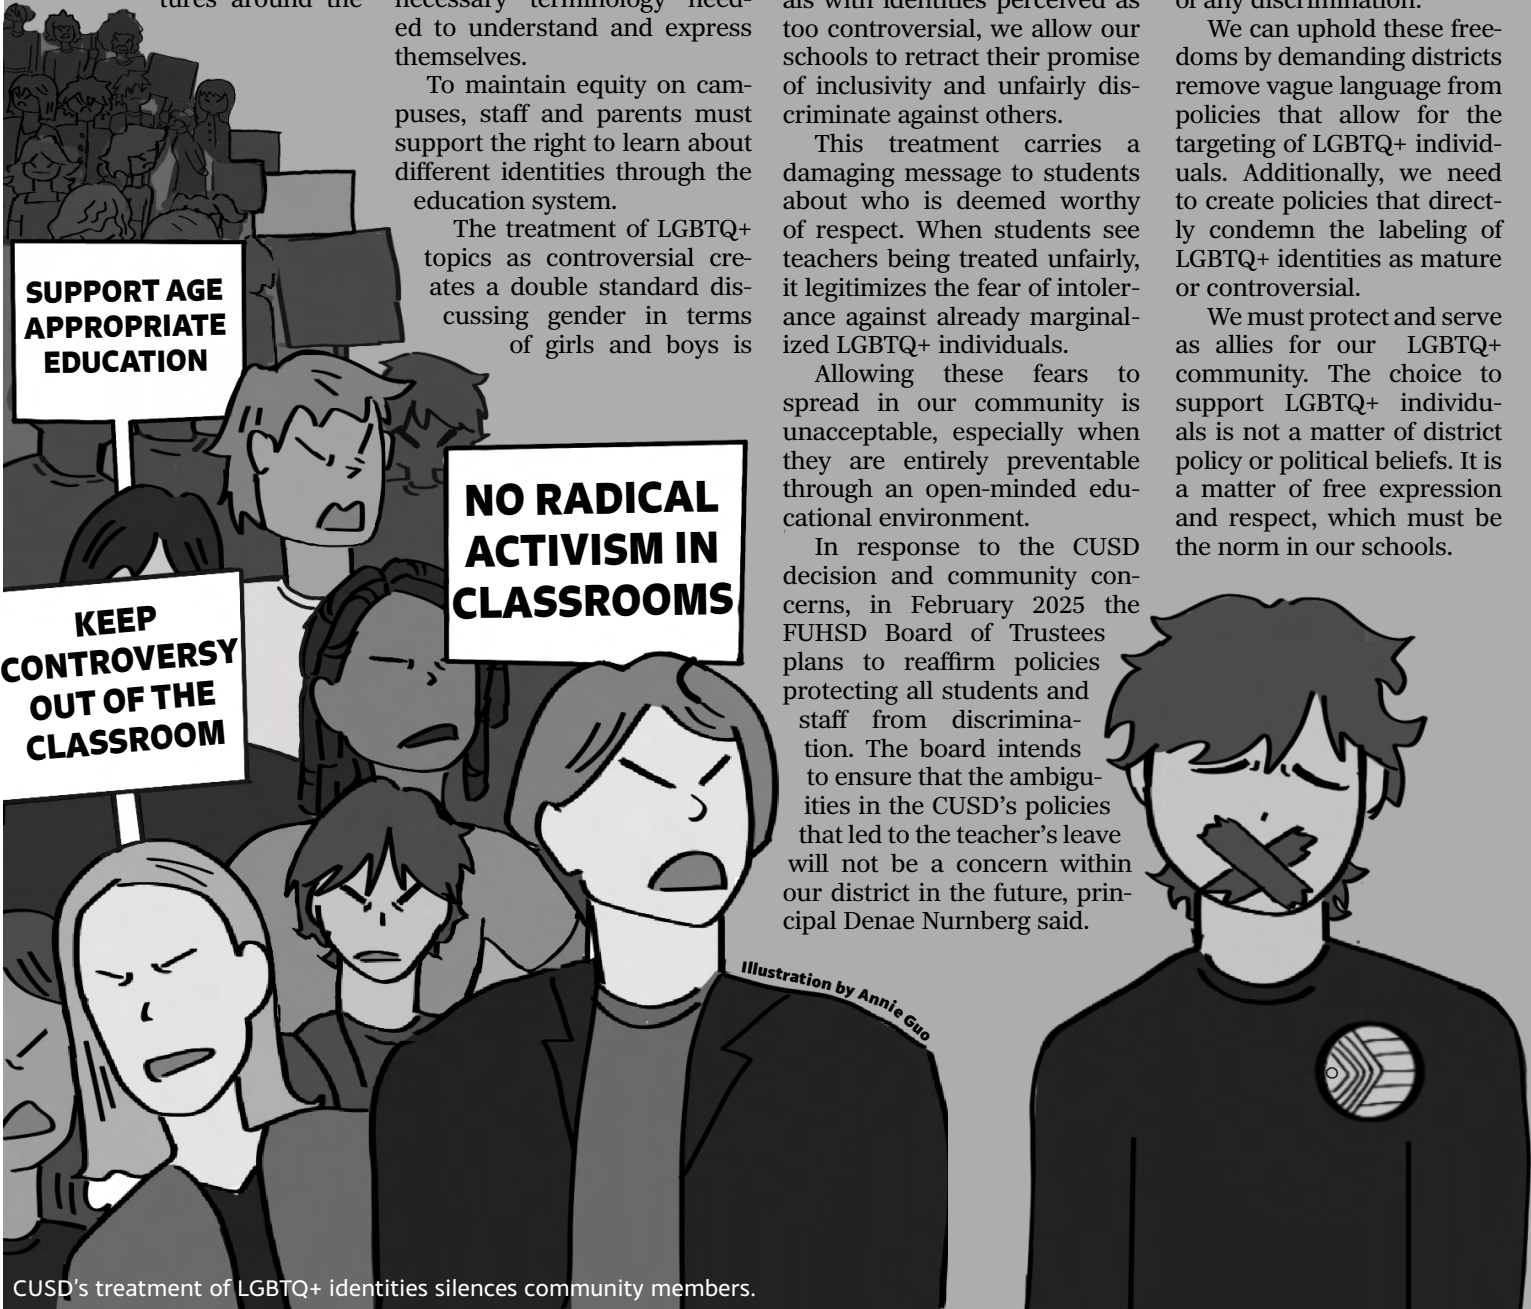 tures around the
necessary terminology need-
ed to understand and express
themselves.
To maintain equity on cam-
puses, staff and parents must
support the right to learn about
different identities through the
education system.
The treatment of LGBTQ+
topics as controversial cre-
ates a double standard dis-
cussing gender in terms
of girls and boys is
als with identities perceived as
too controversial, we allow our
schools to retract their promise
of inclusivity and unfairly dis-
criminate against others.
This treatment carries a
damaging message to students
about who is deemed worthy
of respect. When students see
teachers being treated unfairly,
it legitimizes the fear of intoler-
ance against already marginal-
ized LGBTQ+ individuals.
Allowing these fears to
spread in our community is
unacceptable, especially when
they are entirely preventable
through an open-minded edu-
cational environment.
In response to the CUSD
decision and community con-
cerns, in February 2025 the
FUHSD Board of Trustees
plans to reaffirm policies
protecting all students and
staff from discrimina-
tion. The board intends
to ensure that the ambigu-
ities in the CUSD's policies
that led to the teacher's leave
will not be a concern within
our district in the future, prin-
cipal Denae Nurnberg said.
of any discrimination.
We can uphold these free-
doms by demanding districts
remove vague language from
policies that allow for the
targeting of LGBTQ+ individ-
uals. Additionally, we need
to create policies that direct-
ly condemn the labeling of
LGBTQ+ identities as mature
or controversial.
We must protect and serve
as allies for our LGBTQ+
community. The choice to
support LGBTQ+ individu-
als is not a matter of district
policy or political beliefs. It is
a matter of free expression
and respect, which must be
the norm in our schools.
SUPPORT AGE
APPROPRIATE
EDUCATION
NO RADICAL
ACTIVISM IN
CLASSROOMS
KEEP
CONTROVERSY
OUT OF THE
CLASSROOM
Illustration by Annie Guo
CUSD's treatment of LGBTQ+ identities silences community members.